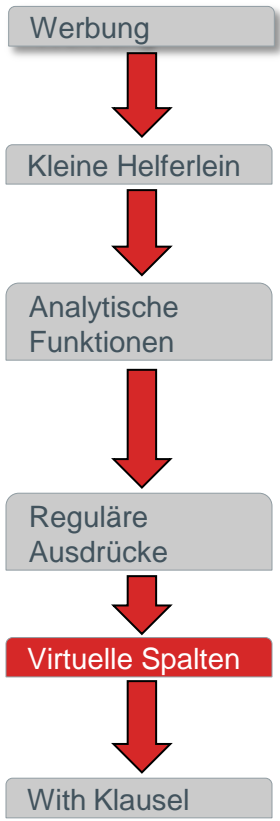 Werbung
Kleine Helferlein
Analytische
Funktionen
Reguläre
Ausdrücke
Virtuelle Spalten
With Klausel